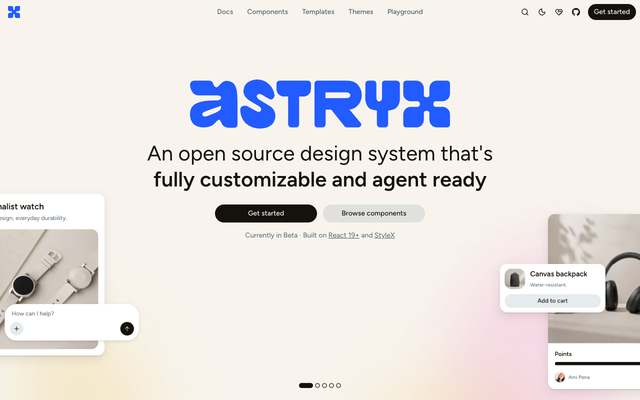 Docs Components Templates Themes Playground
Get started
ASTRYX
An open source design system that's
fully customizable and agent ready
Get started
Browse components
Currently in Beta · Built on React 19+ and StyleX
nalist watch
esign, everyday durability.
How can I help?
Canvas backpack
Water-resistant
Add to cart
Points
Ami Pena